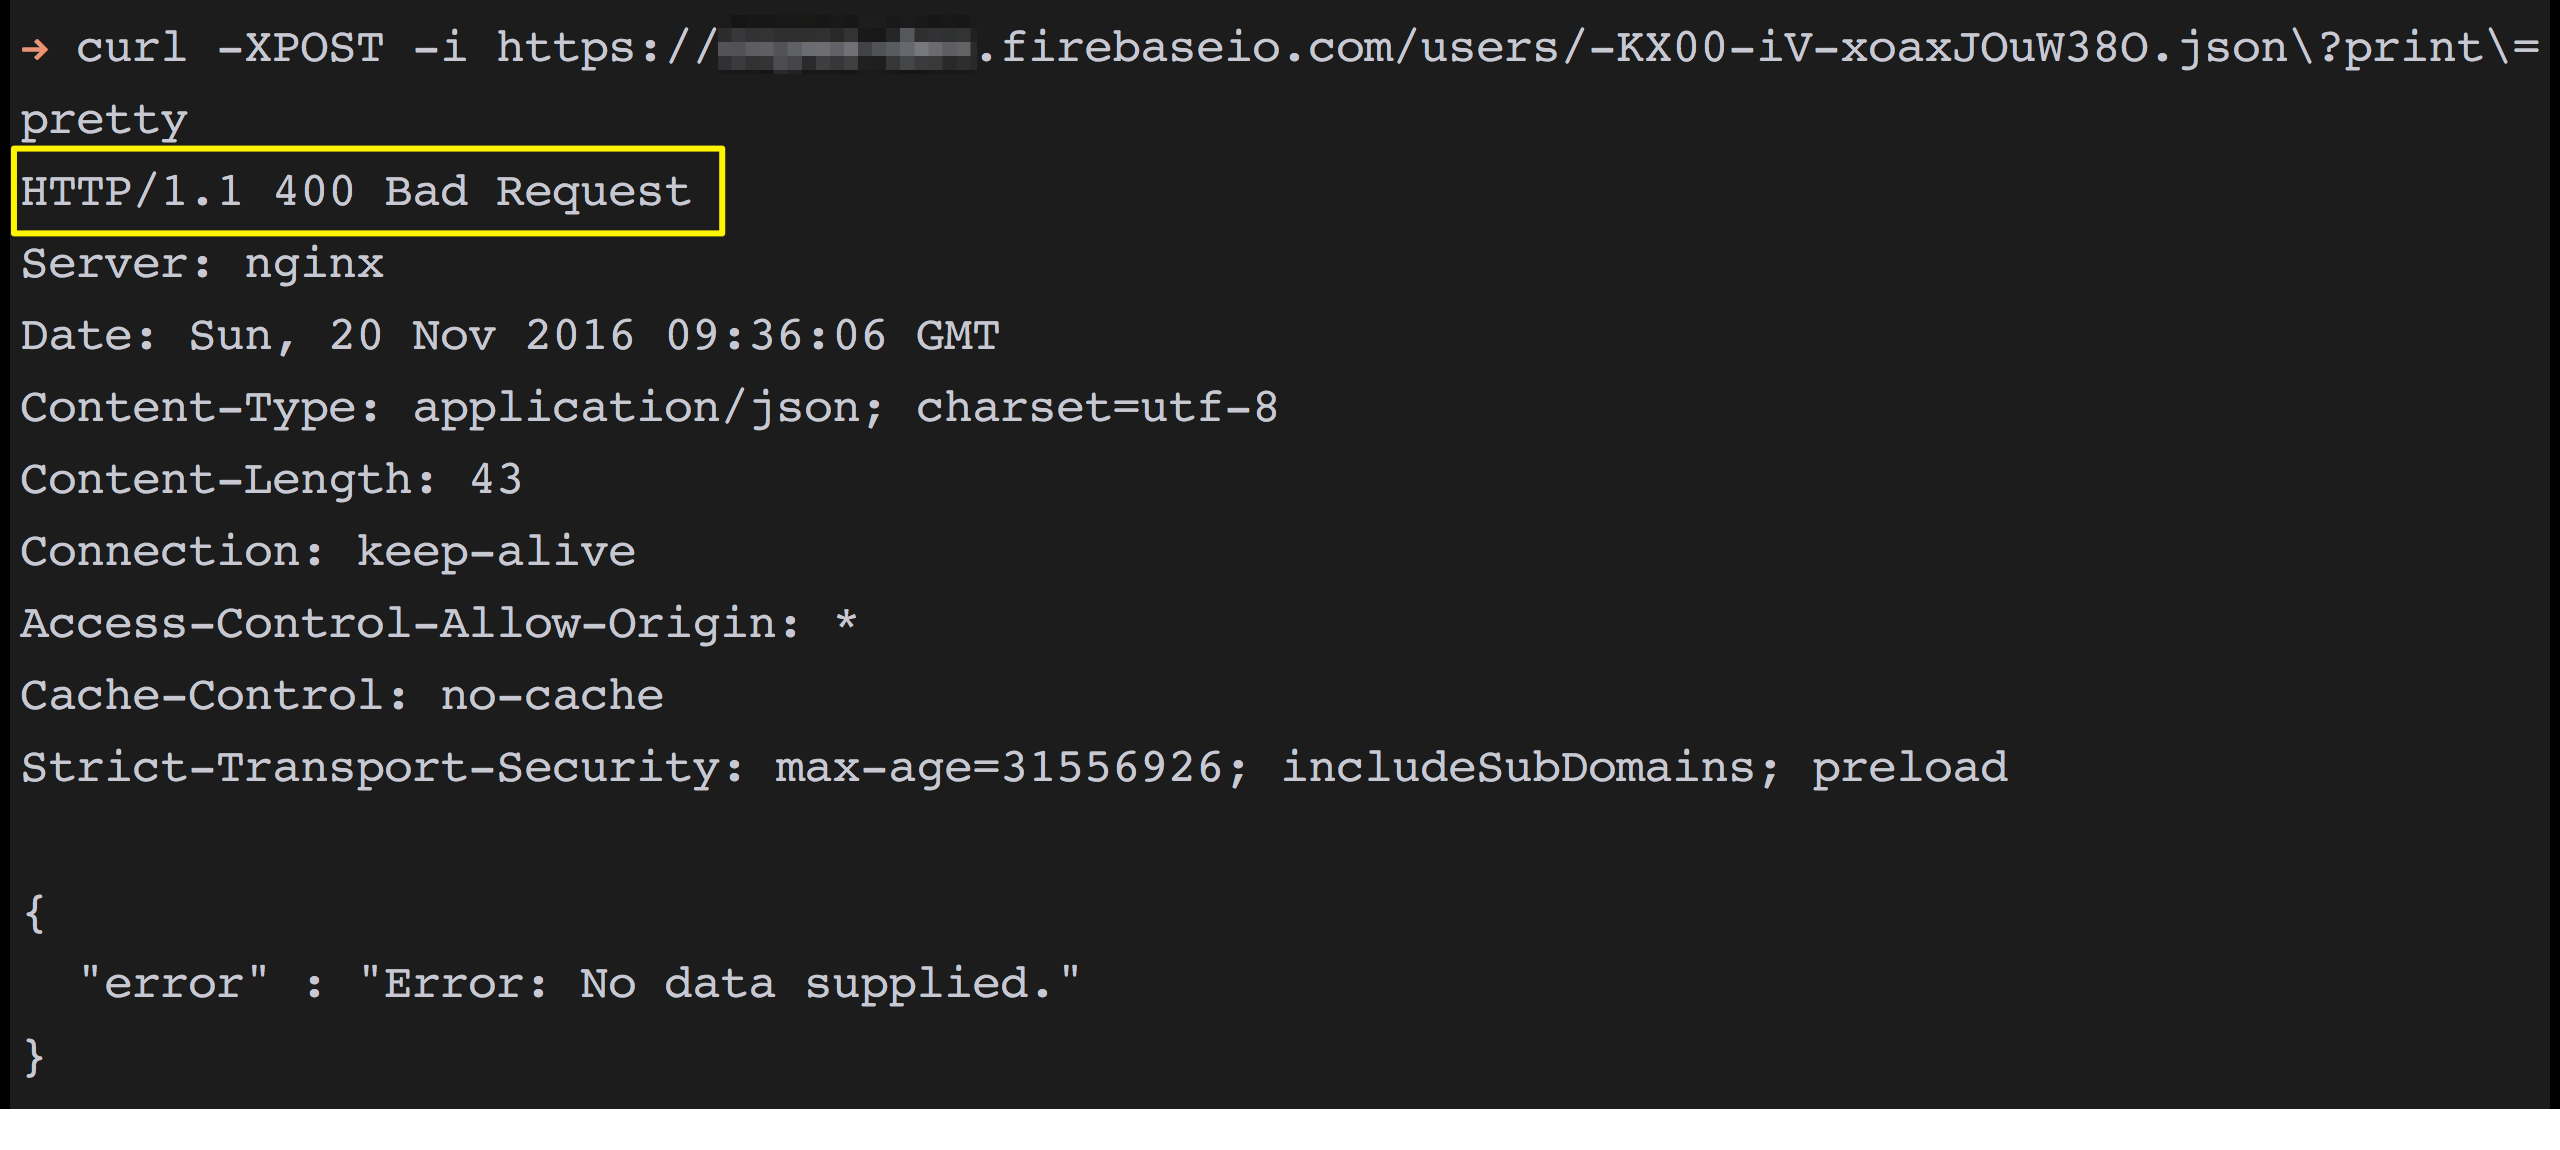 → curl -XPOST -i https://.firebaseio.com/users/-KX00-iV-xoaxJOuW38O.json\?print\=
pretty
HTTP/1.1 400 Bad Request
Server: nginx
Date: Sun, 20 Nov 2016 09:36:06 GMT
Content-Type: application/json; charset=utf-8
Content-Length: 43
Connection: keep-alive
Access-Control-Allow-Origin: *
Cache-Control: no-cache
Strict-Transport-Security: max-age=31556926; includeSubDomains; preload
{
"error" : "Error: No data supplied."
}